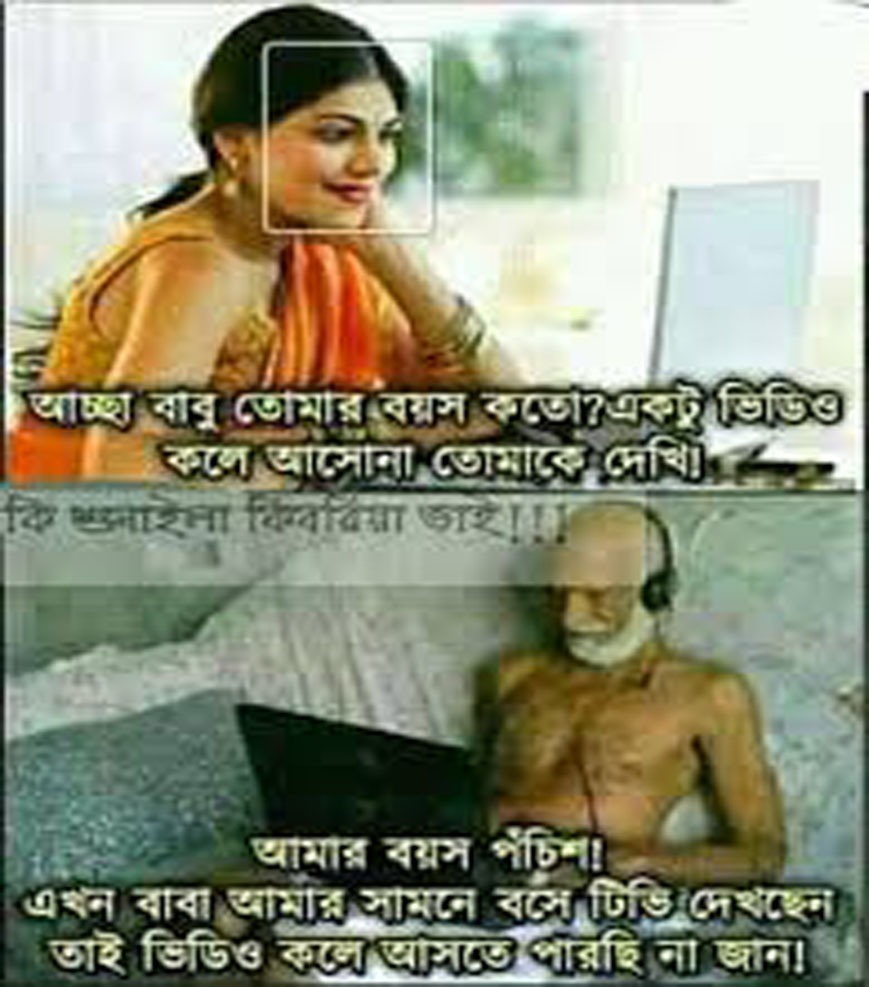 আচ্ছা বাবু তোমার বয়স কতো?একটু ভিডিও
কলে আসোনা তোমাকে দেখি!
কি শুনাইলা কিবরিয়া ভাই!!!
আমার বয়স পঁচিশ!
এখন বাবা আমার সামনে বসে টিভি দেখছেন
তাই ভিডিও কলে আসতে পারছি না জান!